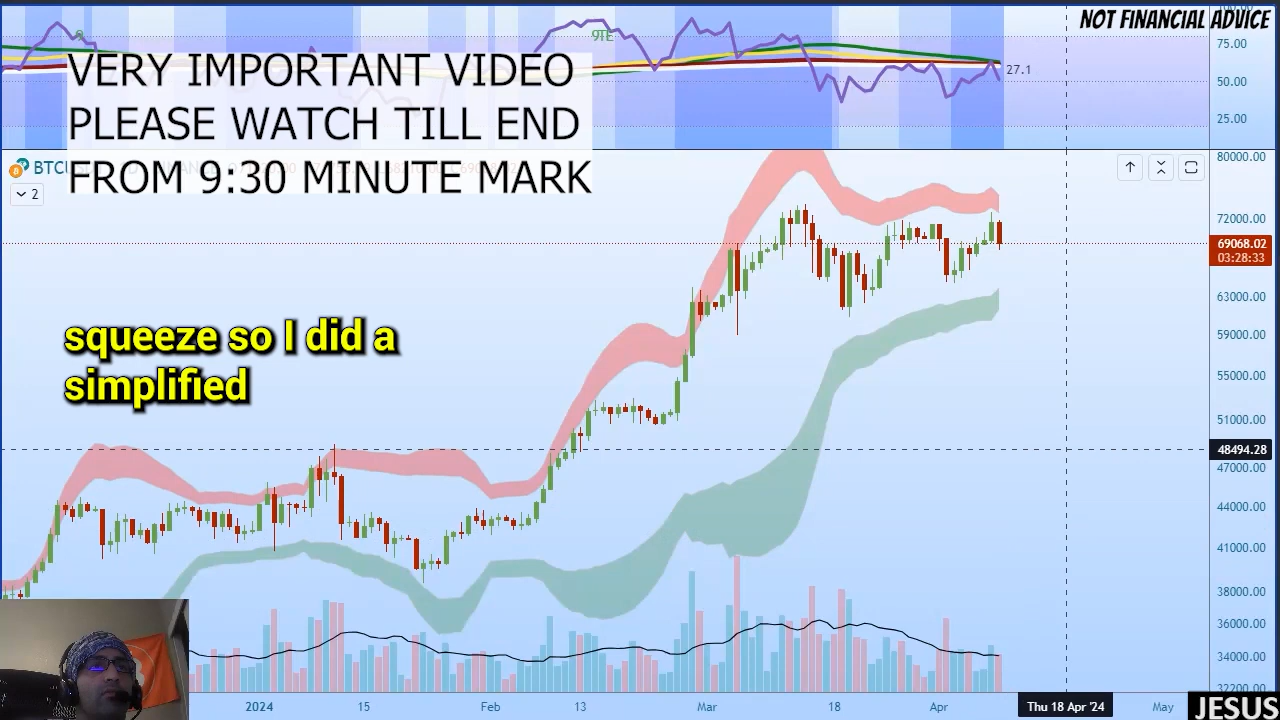 NOT FINANCIAL ADVICE
75.00
27.1
50.00
25.00
VERY IMPORTANT VIDEO
PLEASE WATCH TILL END
FROM 9:30 MINUTE MARK
2
80000.00
72000.00
69068.02
03:28:33
63000.00
59000.00
55000.00
51000.00
48494.28
47000.00
44000.00
41000.00
38000.00
36000.00
34000.00
32200.00
squeeze so I did a
simplified
2024
15
Feb
13
Mar
18
Apr
Thu 18 Apr '24
May
JESUS